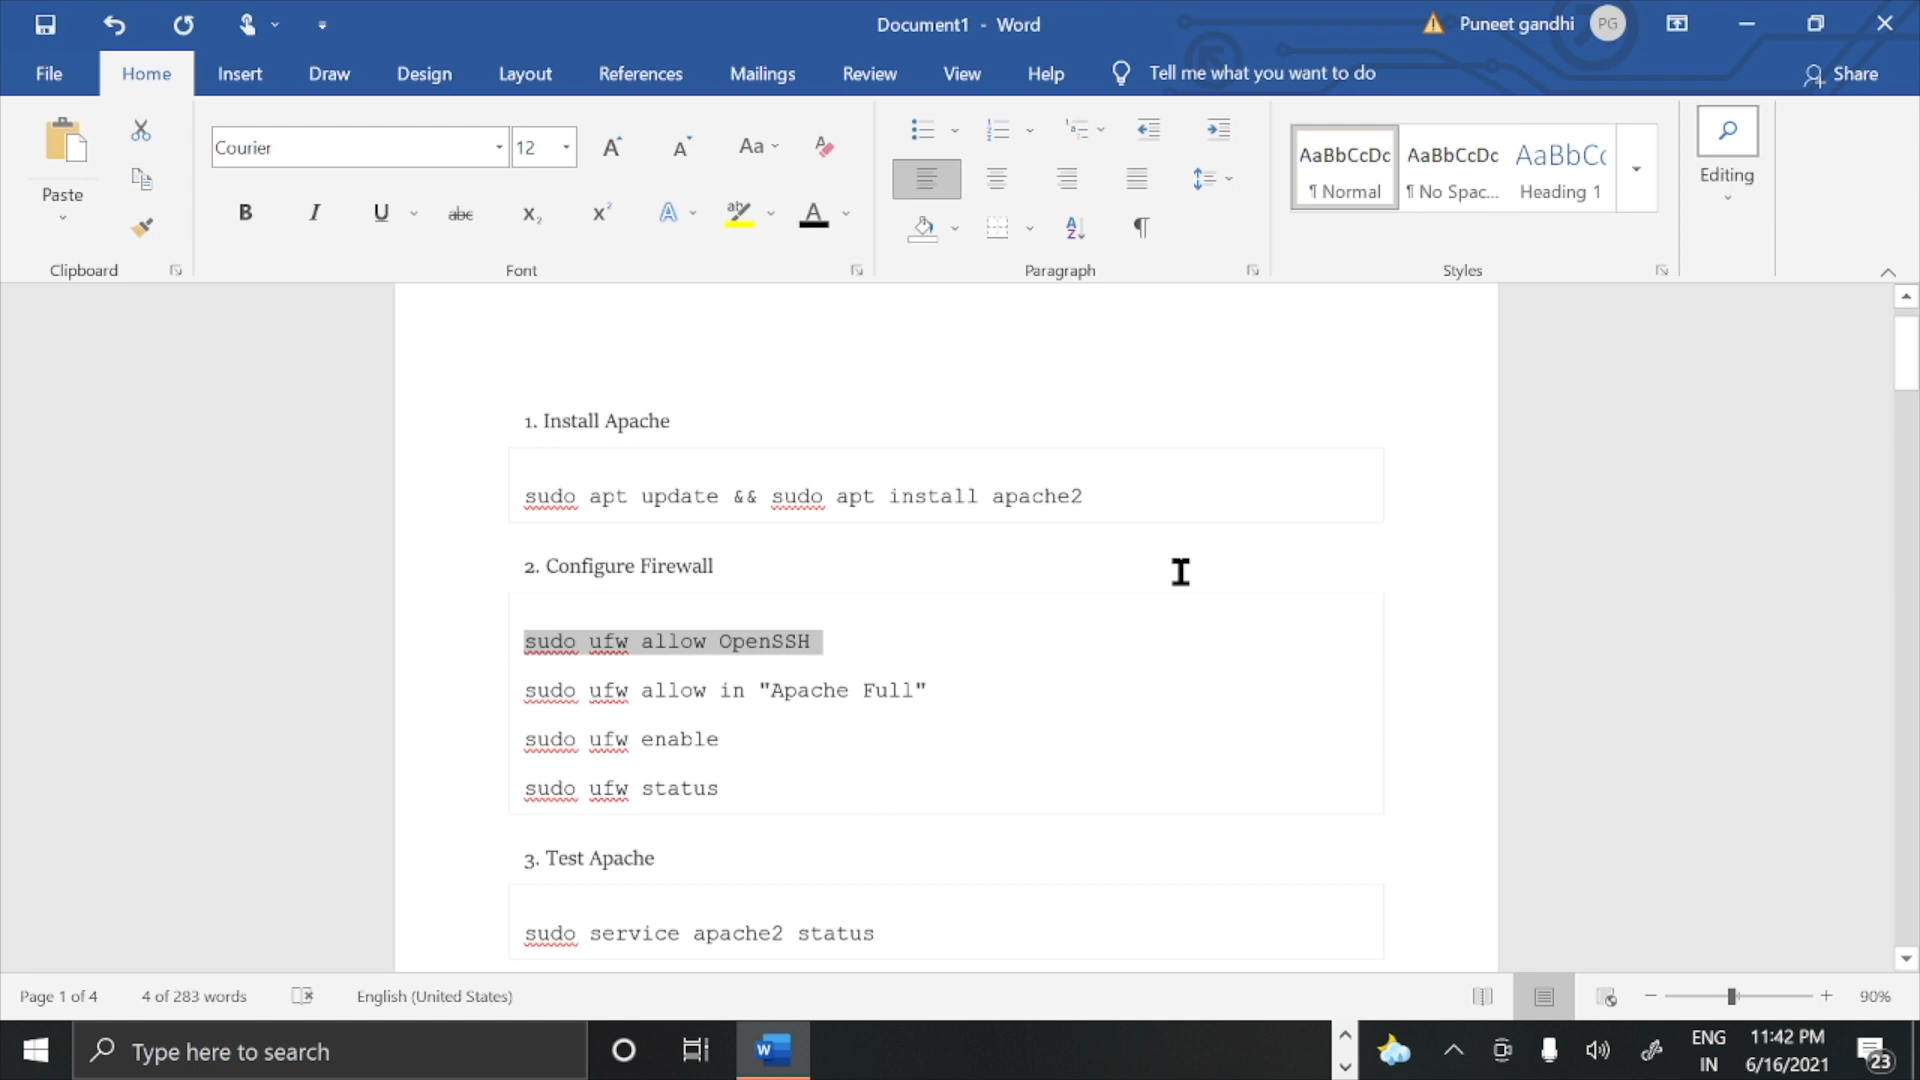 Document1 - Word
Puneet gandhi
PG
File
Home
Insert
Draw
Design
Layout
References
Mailings
Review
View
Help
Tell me what you want to do
Share
Paste
Clipboard
Courier
12
Aa
Font
Paragraph
AaBbCcDc
¶ Normal
AaBbCcDc
¶ No Spac...
AaBbCc
Heading 1
Styles
Editing
1. Install Apache
sudo apt update && sudo apt install apache2
2. Configure Firewall
sudo ufw allow OpenSSH
sudo ufw allow in "Apache Full"
sudo ufw enable
sudo ufw status
3. Test Apache
sudo service apache2 status
Page 1 of 4
4 of 283 words
English (United States)
90%
Type here to search
ENG
IN
11:42 PM
6/16/2021
23